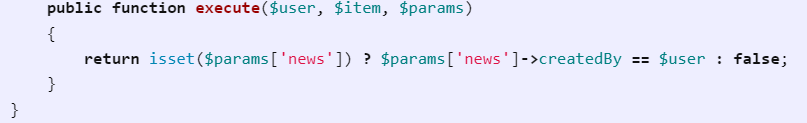 public function execute($user, $item, $params)
{
return isset($params['news']) ? $params['news']->createdBy == $user : false;
}
}